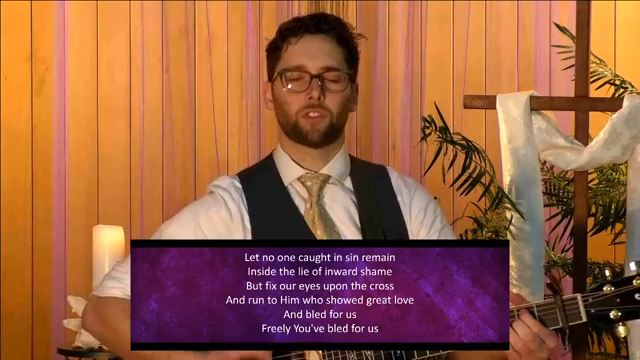 Let no one caught in sin remain
Inside the lie of inward shame
But fix our eyes upon the cross
And run to Him who showed great love
And bled for us
Freely You've bled for us